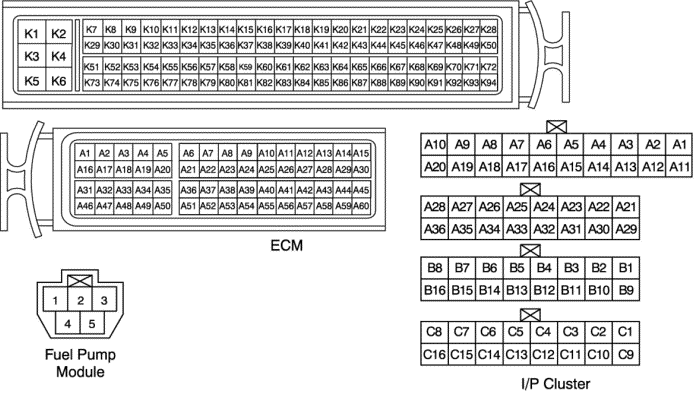 K1 K2 K7 K8 K9 K10 K11 K12 K13 K14 K15 K16 K17 K18 K19 K20 K21 K22 K23 K24 K25 K26 K27 K28
K29 K30 K31 K32 K33 K34 K35 K36 K37 K38 K39 K40 K41 K42 K43 K44 K45 K46 K47 K48 K49 K50
K3 K4
K51 K52 K53 K54 K55 K56 K57 K58 K59 K60 K61 K62 K63 K64 K65 K66 K67 K68 K69 K70 K71 K72
K5 K6 K73 K74 K75 K76 K77 K78 K79 K80 K81 K82 K83 K84 K85 K86 K87 K88 K89 K90 K91 K92 K93 K94
A1 A2 A3 A4 A5 A6 A7 A8 A9 A10 A11 A12 A13 A14 A15
A16 A17 A18 A19 A20 A21 A22 A23 A24 A25 A26 A27 A28 A29 A30
A31 A32 A33 A34 A35 A36 A37 A38 A39 A40 A41 A42 A43 A44 A45
A46 A47 A48 A49 A50 A51 A52 A53 A54 A55 A56 A57 A58 A59 A60
ECM
A10 A9 A8 A7 A6 A5 A4 A3 A2 A1
A20 A19 A18 A17 A16 A15 A14 A13 A12 A11
A28 A27 A26 A25 A24 A23 A22 A21
A36 A35 A34 A33 A32 A31 A30 A29
B8 B7 B6 B5 B4 B3 B2 B1
B16 B15 B14 B13 B12 B11 B10 B9
C8 C7 C6 C5 C4 C3 C2 C1
C16 C15 C14 C13 C12 C11 C10 C9
I/P Cluster
1 2 3
4 5
Fuel Pump
Module